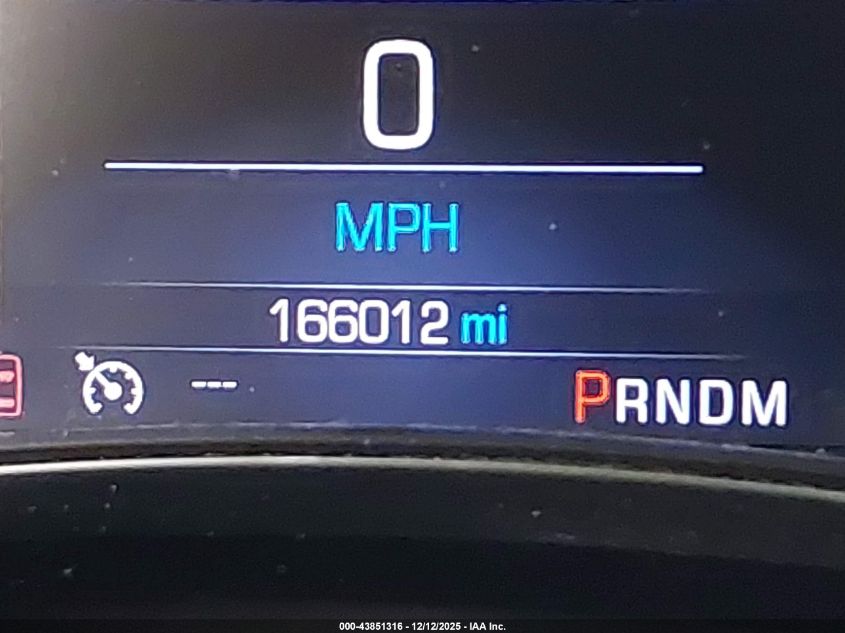 0
MPH
166012 mi
--- PRNDM
000-43851316 - 12/12/2025 - IAA Inc.